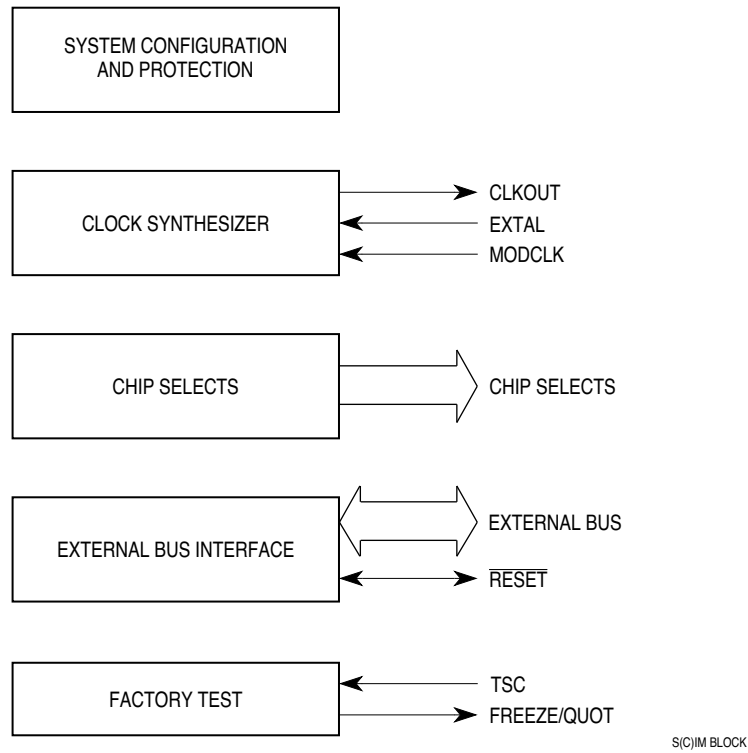 SYSTEM CONFIGURATION
AND PROTECTION
CLOCK SYNTHESIZER
CLKOUT
EXTAL
MODCLK
CHIP SELECTS
CHIP SELECTS
EXTERNAL BUS INTERFACE
EXTERNAL BUS
RESET
FACTORY TEST
TSC
FREEZE/QUOT
S(C)IM BLOCK